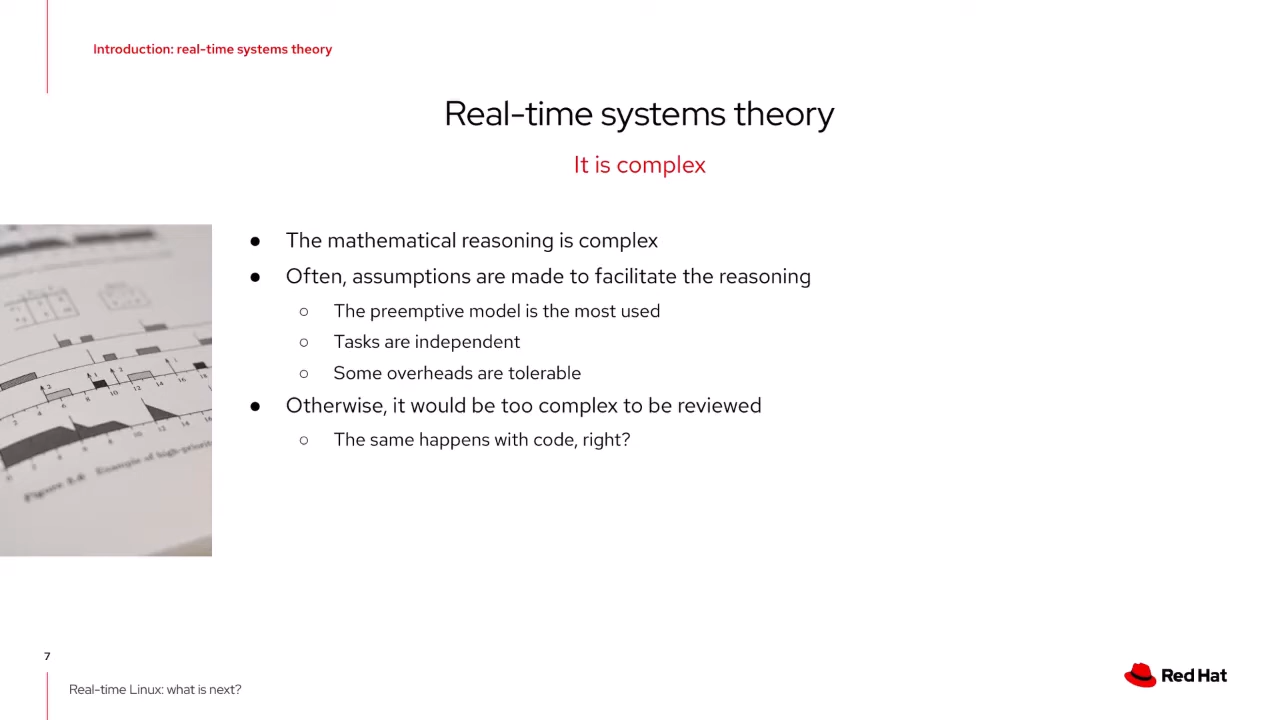 Introduction: real-time systems theory
Real-time systems theory
It is complex
● The mathematical reasoning is complex
● Often, assumptions are made to facilitate the reasoning
○ The preemptive model is the most used
○ Tasks are independent
○ Some overheads are tolerable
● Otherwise, it would be too complex to be reviewed
○ The same happens with code, right?
7
Real-time Linux: what is next?
Red Hat